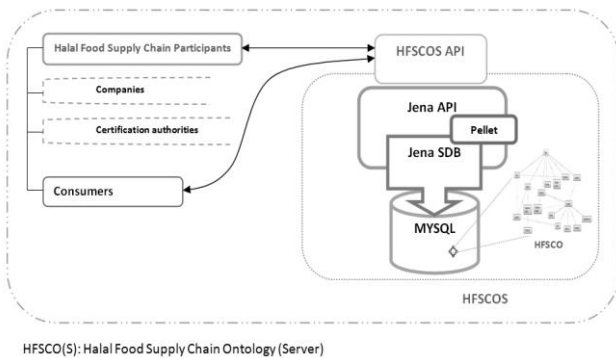 Halal Food Supply Chain Participants
HFSCOS API
Companies
Jena API
Pellet
Certification authorities
Jena SDB
Consumers
MYSQL
HFSCO
HFSCOS
HFSCO(S): Halal Food Supply Chain Ontology (Server)